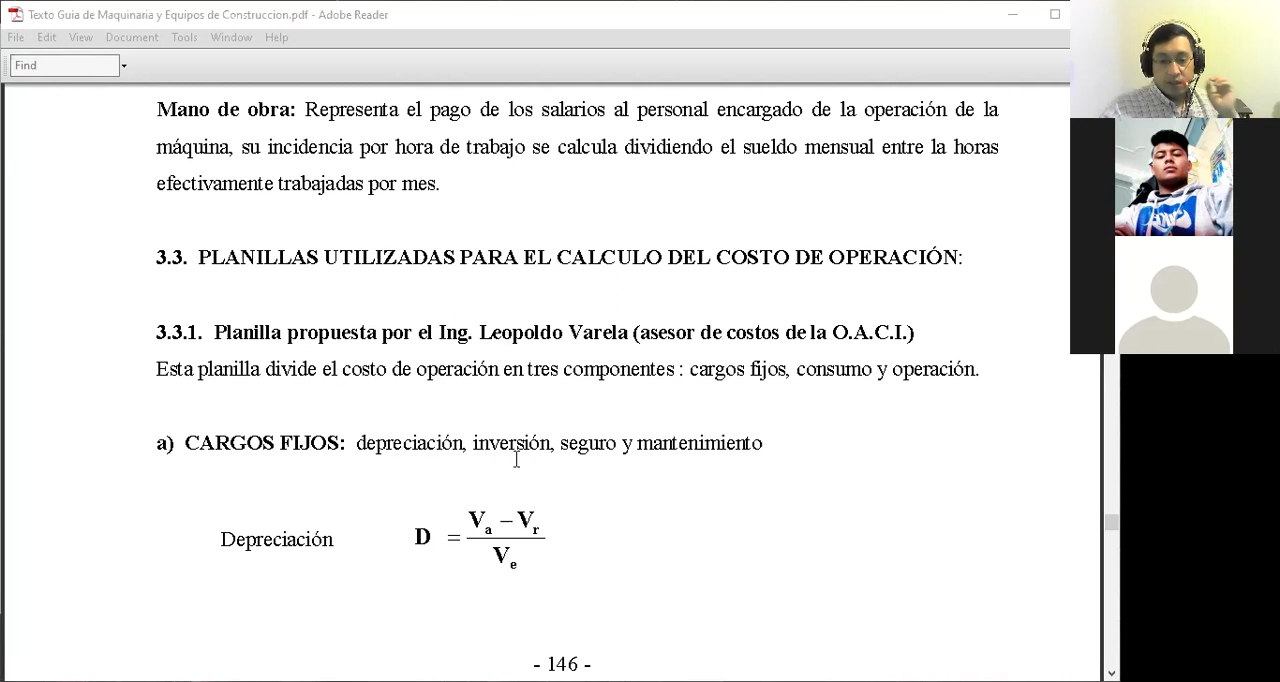 Texto Guia de Maquinaria y Equipos de Construccion.pdf - Adobe Reader
File Edit View Document Tools Window Help
Find
Mano de obra: Representa el pago de los salarios al personal encargado de la operación de la
máquina, su incidencia por hora de trabajo se calcula dividiendo el sueldo mensual entre la horas
efectivamente trabajadas por mes.
3.3. PLANILLAS UTILIZADAS PARA EL CALCULO DEL COSTO DE OPERACIÓN:
3.3.1. Planilla propuesta por el Ing. Leopoldo Varela (asesor de costos de la O.A.C.I.)
Esta planilla divide el costo de operación en tres componentes : cargos fijos, consumo y operación.
a) CARGOS FIJOS: depreciación, inversión, seguro y mantenimiento
Depreciación D = (Va – Vr) / Ve
- 146 -